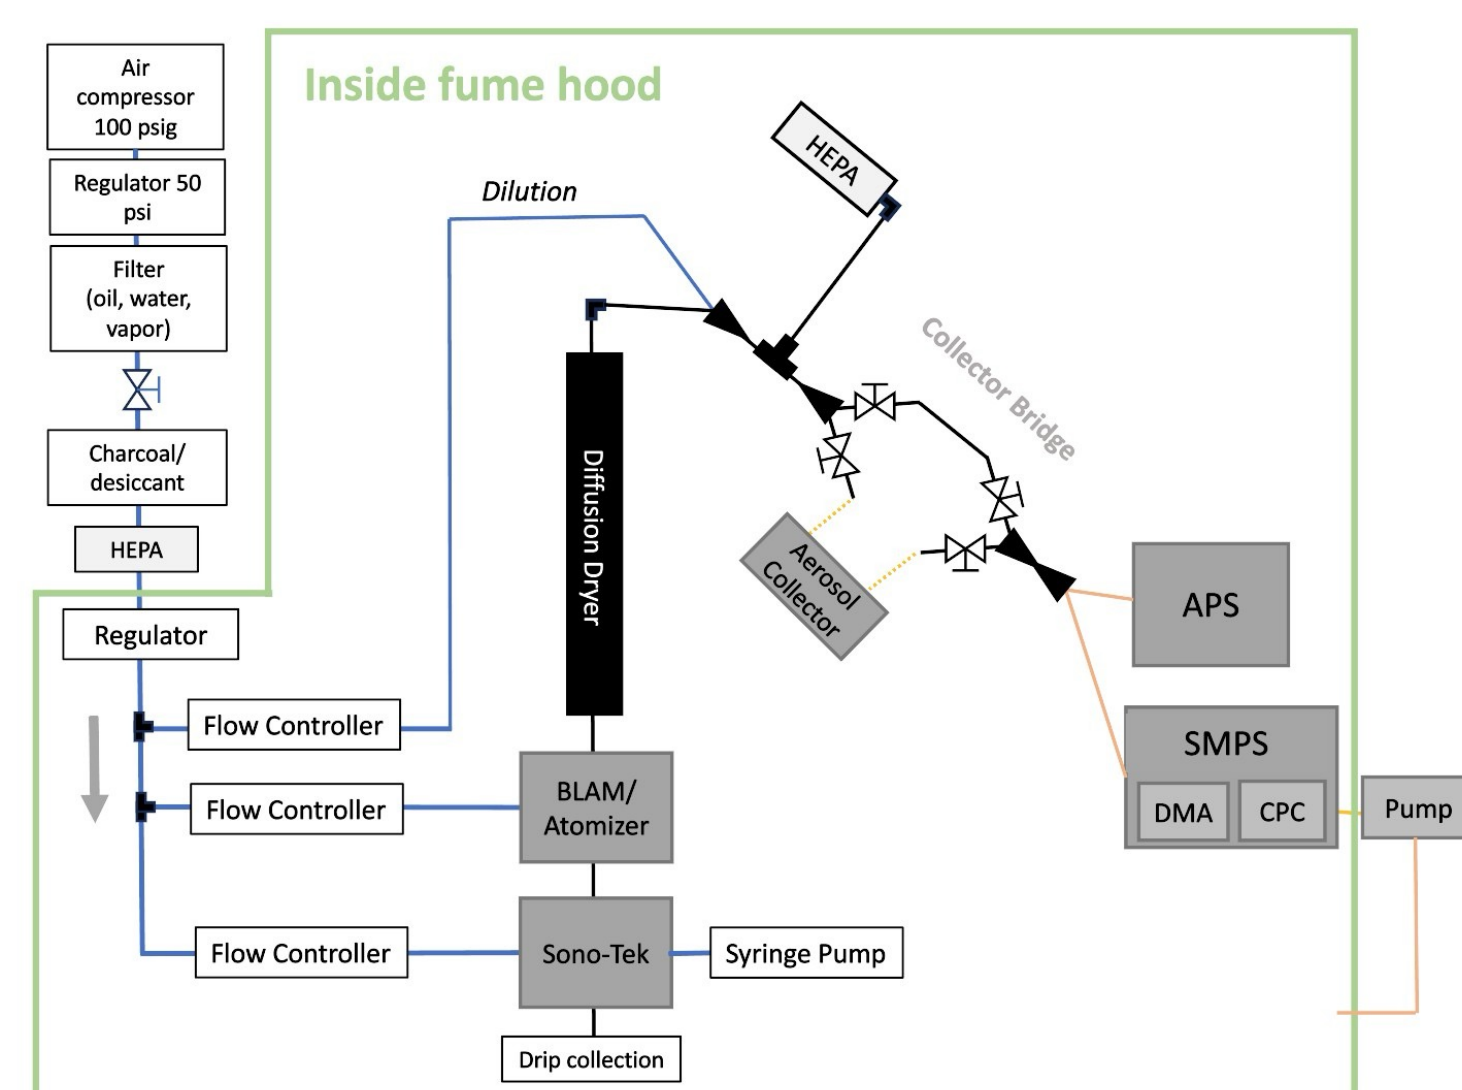 Air
compressor
100 psig
Regulator 50
psi
Filter
(oil, water,
vapor)
Charcoal/
desiccant
HEPA
Regulator
Flow Controller
Flow Controller
Flow Controller
Inside fume hood
Dilution
HEPA
Diffusion Dryer
Collector Bridge
Aerosol
Collector
BLAM/
Atomizer
Sono-Tek
Syringe Pump
Drip collection
APS
SMPS
DMA
CPC
Pump